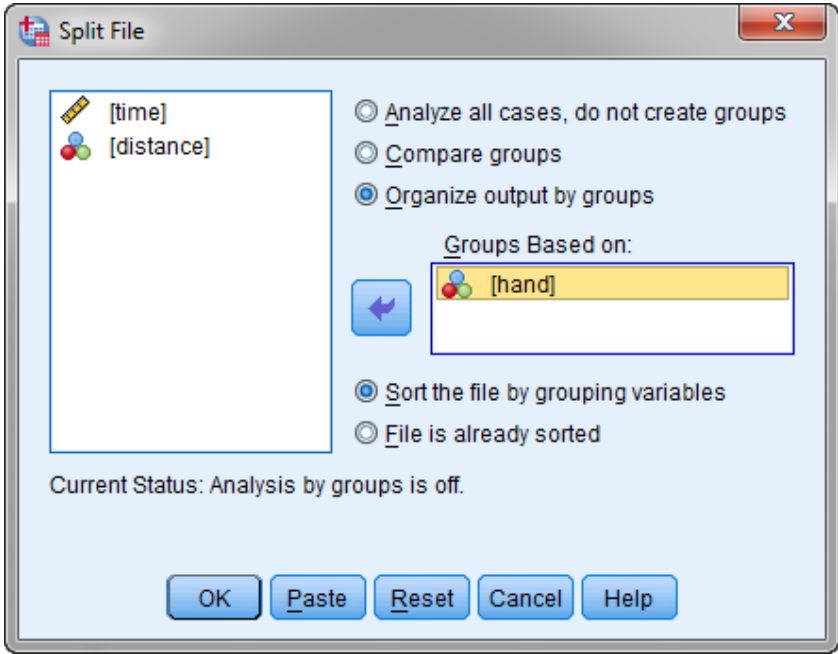 Split File
[time]
[distance]
Analyze all cases, do not create groups
Compare groups
Organize output by groups
Groups Based on:
[hand]
Sort the file by grouping variables
File is already sorted
Current Status: Analysis by groups is off.
OK Paste Reset Cancel Help